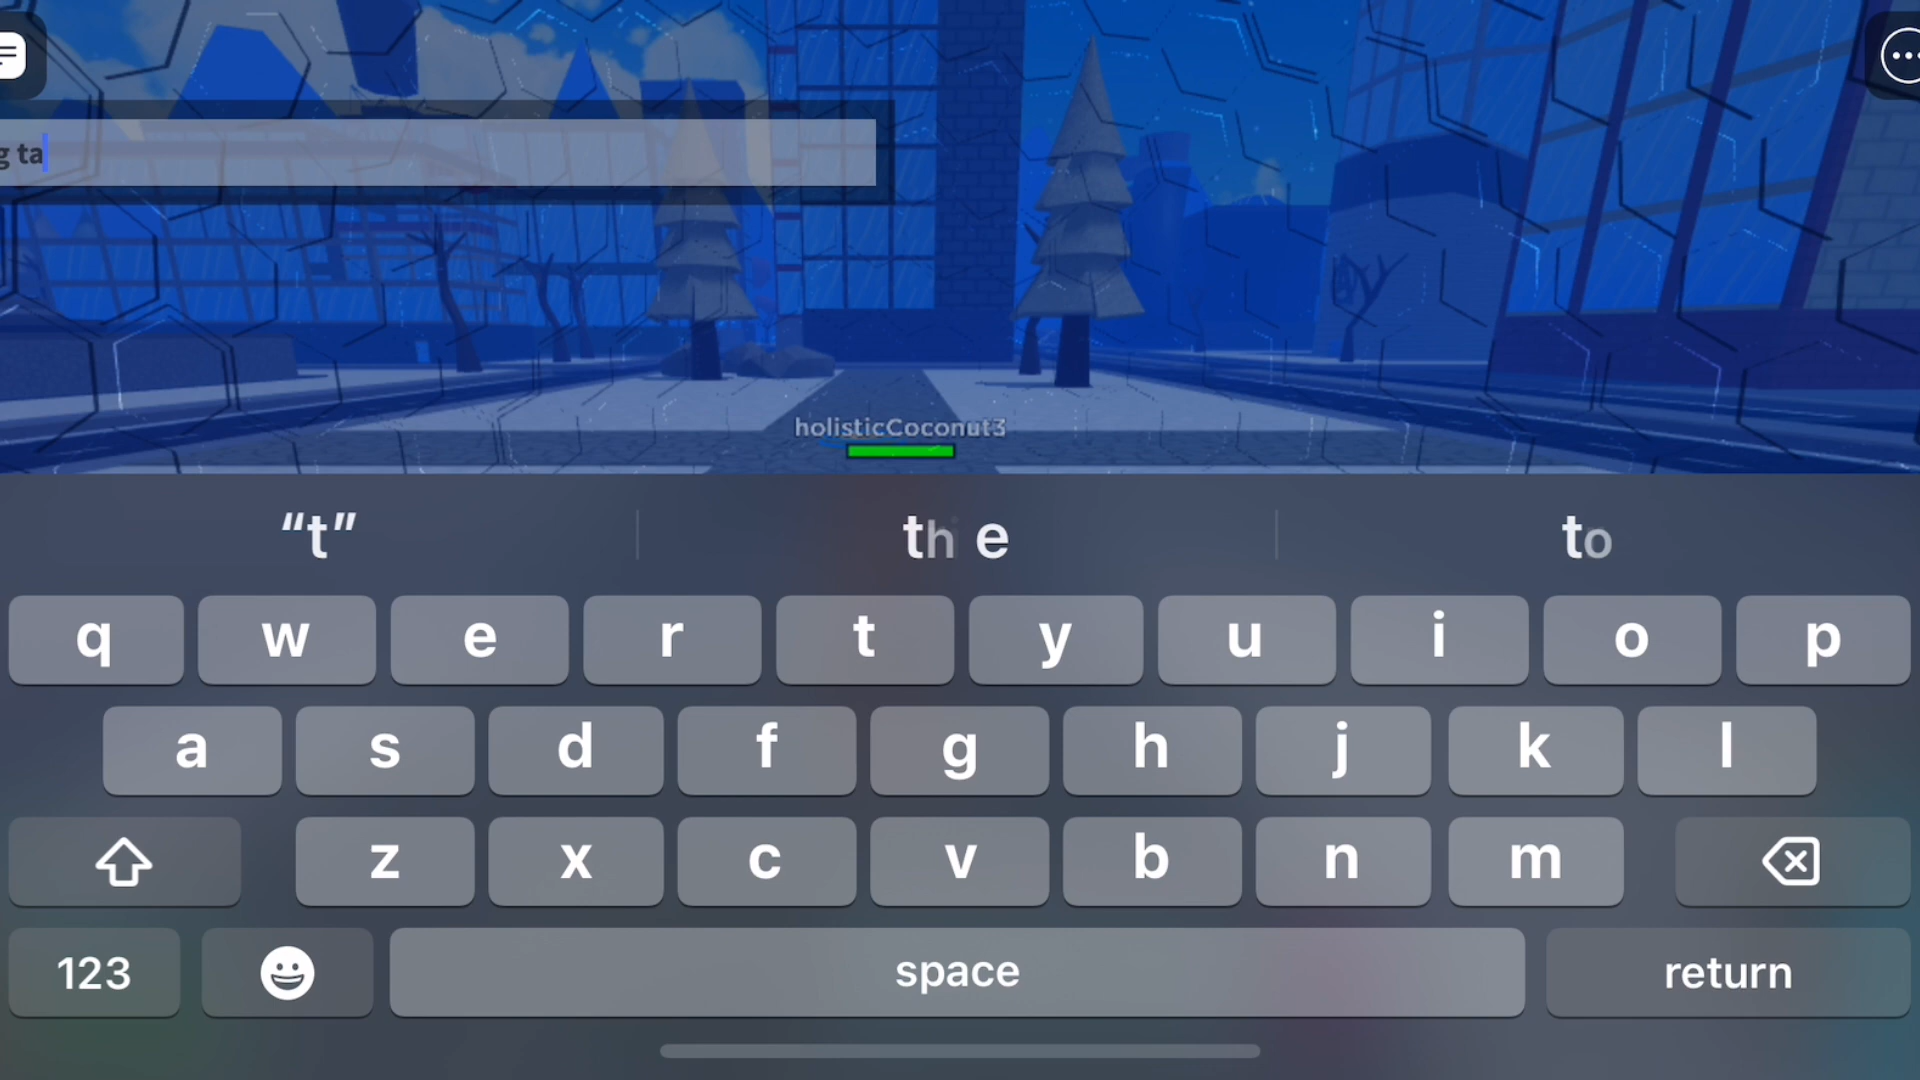 g ta
holisticCoconut3
“t” the to
q w e r t y u i o p
a s d f g h j k l
z x c v b n m
123 space return